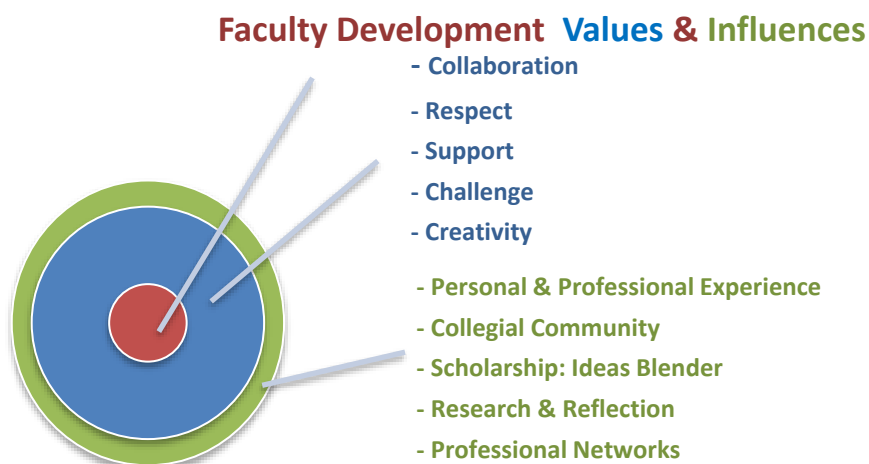 Faculty Development Values & Influences
- Collaboration
- Respect
- Support
- Challenge
- Creativity
- Personal & Professional Experience
- Collegial Community
- Scholarship: Ideas Blender
- Research & Reflection
- Professional Networks